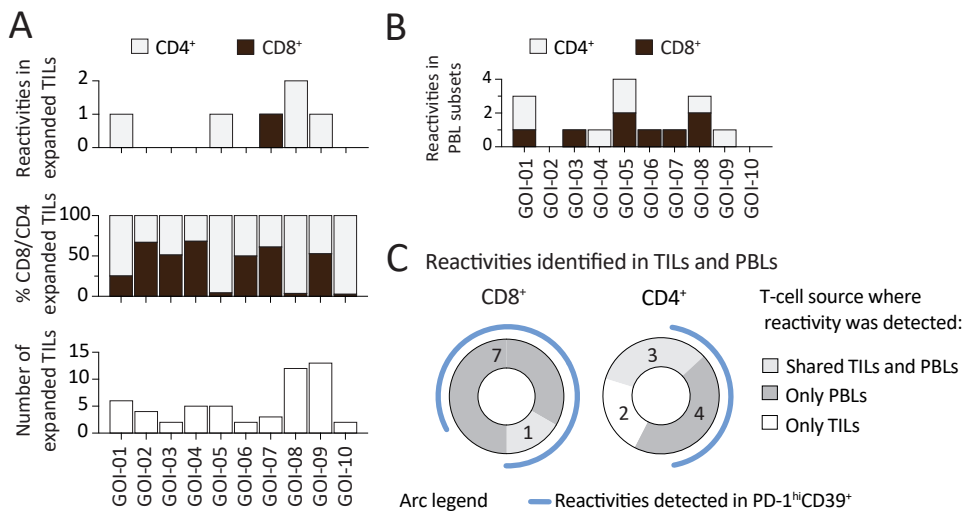 A
CD4⁺ CD8⁺
Reactivities in
expanded TILs
2
1
0
% CD8/CD4
expanded TILs
100
50
0
Number of
expanded TILs
15
10
5
0
GOI-01
GOI-02
GOI-03
GOI-04
GOI-05
GOI-06
GOI-07
GOI-08
GOI-09
GOI-10
B
CD4⁺ CD8⁺
Reactivities in
PBL subsets
4
2
0
GOI-01
GOI-02
GOI-03
GOI-04
GOI-05
GOI-06
GOI-07
GOI-08
GOI-09
GOI-10
C Reactivities identified in TILs and PBLs
CD8⁺ CD4⁺
7
1
3
2
4
T-cell source where
reactivity was detected:
Shared TILs and PBLs
Only PBLs
Only TILs
Arc legend Reactivities detected in PD-1ʰⁱCD39⁺